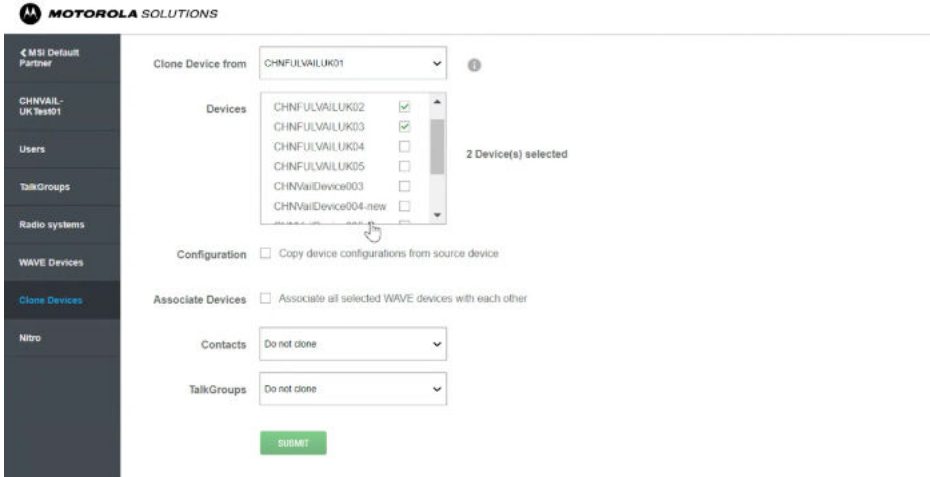 MOTOROLA SOLUTIONS
MSI Default
Partner
CHNVAIL-
UKTest01
Users
TalkGroups
Radio systems
WAVE Devices
Clone Devices
Nitro
Clone Device from CHNFULVAILUK01
Devices
CHNFULVAILUK02
CHNFULVAILUK03
CHNFULVAILUK04
CHNFULVAILUK05
CHNVailDevice003
CHNVailDevice004-new
2 Device(s) selected
Configuration Copy device configurations from source device
Associate Devices Associate all selected WAVE devices with each other
Contacts Do not clone
TalkGroups Do not clone
SUBMIT